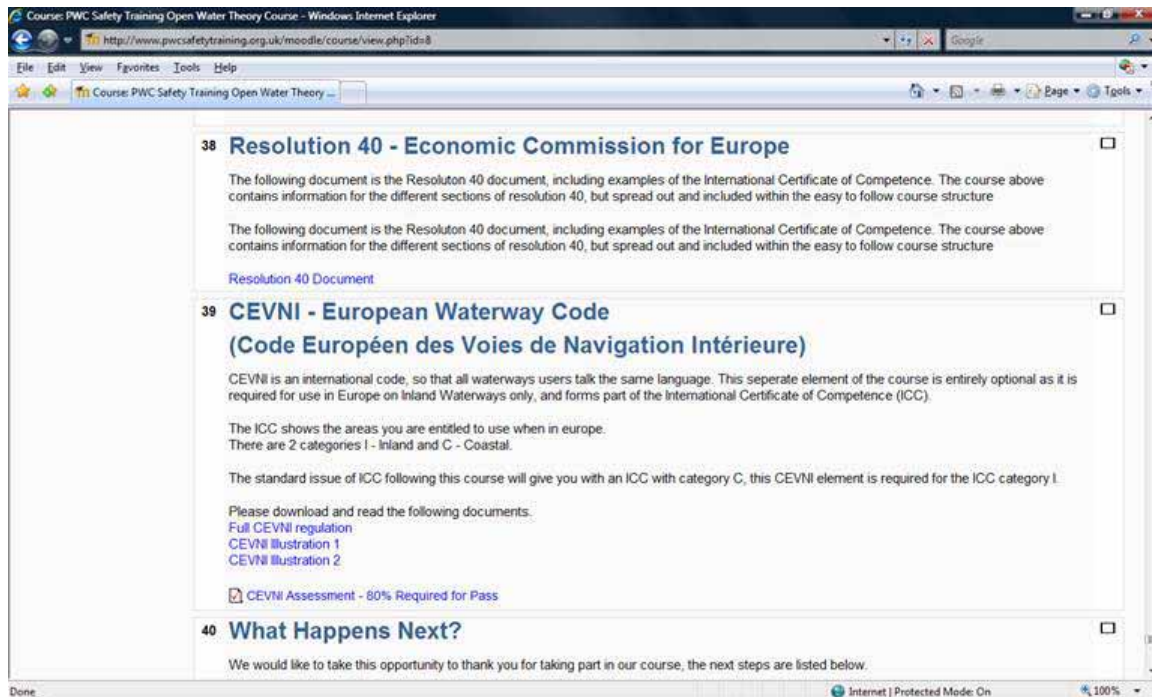 Course: PWC Safety Training Open Water Theory Course - Windows Internet Explorer
http://www.pwcsafetytraining.org.uk/moodle/course/view.php?id=8
Google
File Edit View Favorites Tools Help
Course: PWC Safety Training Open Water Theory ...
Page Tools
38 Resolution 40 - Economic Commission for Europe
The following document is the Resoluton 40 document, including examples of the International Certificate of Competence. The course above
contains information for the different sections of resolution 40, but spread out and included within the easy to follow course structure
The following document is the Resoluton 40 document, including examples of the International Certificate of Competence. The course above
contains information for the different sections of resolution 40, but spread out and included within the easy to follow course structure
Resolution 40 Document
39 CEVNI - European Waterway Code
(Code Européen des Voies de Navigation Intérieure)
CEVNI is an international code, so that all waterways users talk the same language. This seperate element of the course is entirely optional as it is
required for use in Europe on Inland Waterways only, and forms part of the International Certificate of Competence (ICC).
The ICC shows the areas you are entitled to use when in europe.
There are 2 categories I - Inland and C - Coastal.
The standard issue of ICC following this course will give you with an ICC with category C, this CEVNI element is required for the ICC category I.
Please download and read the following documents.
Full CEVNI regulation
CEVNI Illustration 1
CEVNI Illustration 2
CEVNI Assessment - 80% Required for Pass
40 What Happens Next?
We would like to take this opportunity to thank you for taking part in our course, the next steps are listed below.
Done
Internet | Protected Mode: On
100%